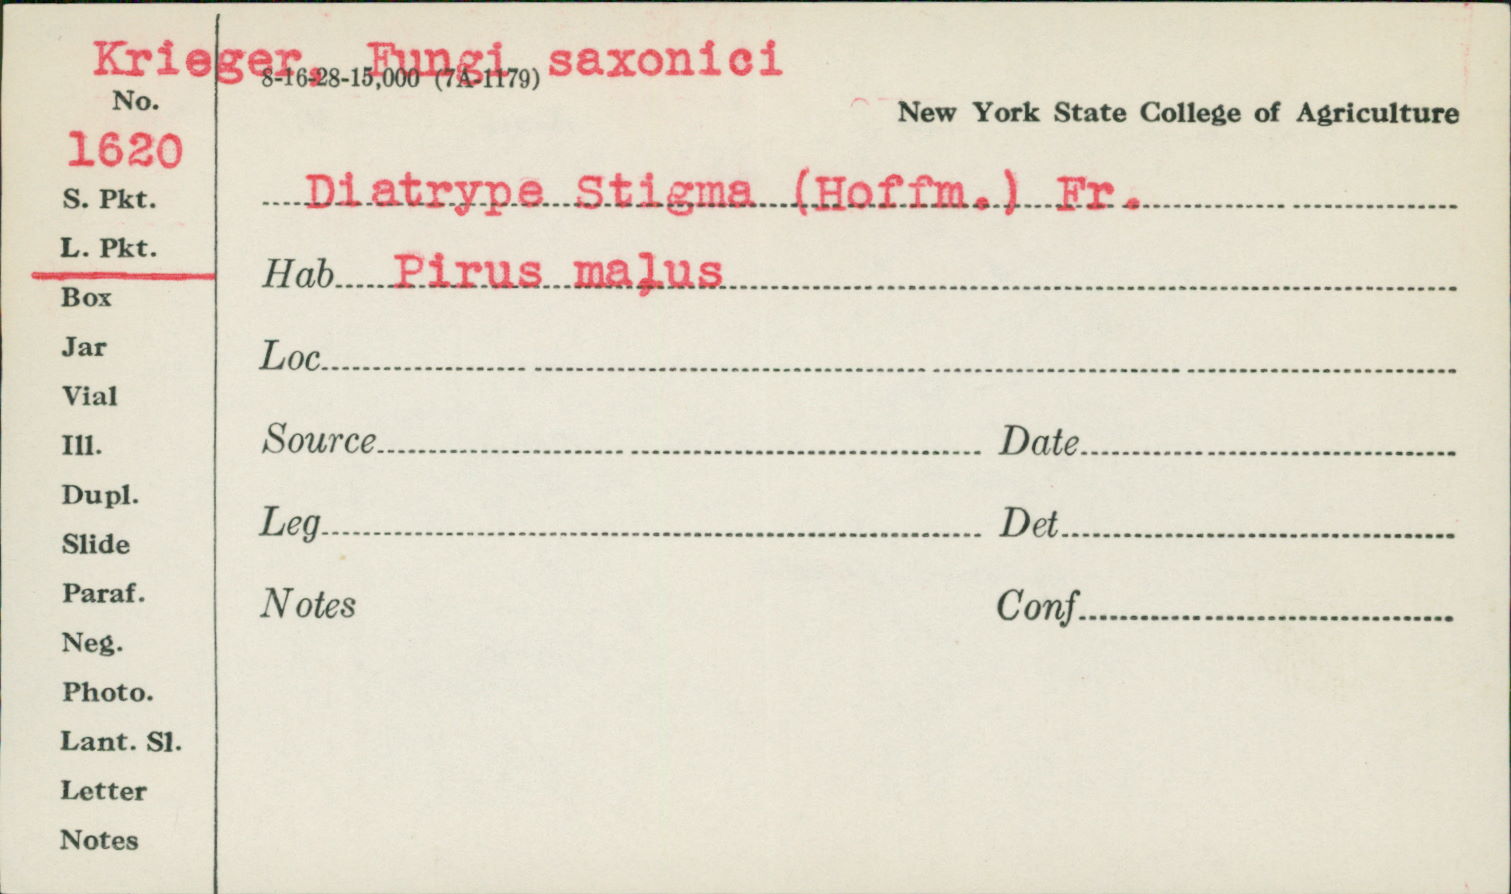 Krieger, Fungi saxonici
8-16-28-15,000 (7A-1179)
No.
New York State College of Agriculture
1620
Diatrype Stigma (Hoffm.) Fr.
S. Pkt.
L. Pkt.
Hab Pirus malus
Box
Jar
Loc
Vial
Ill.
Source Date
Dupl.
Slide
Leg Det
Paraf.
Notes Conf
Neg.
Photo.
Lant. Sl.
Letter
Notes